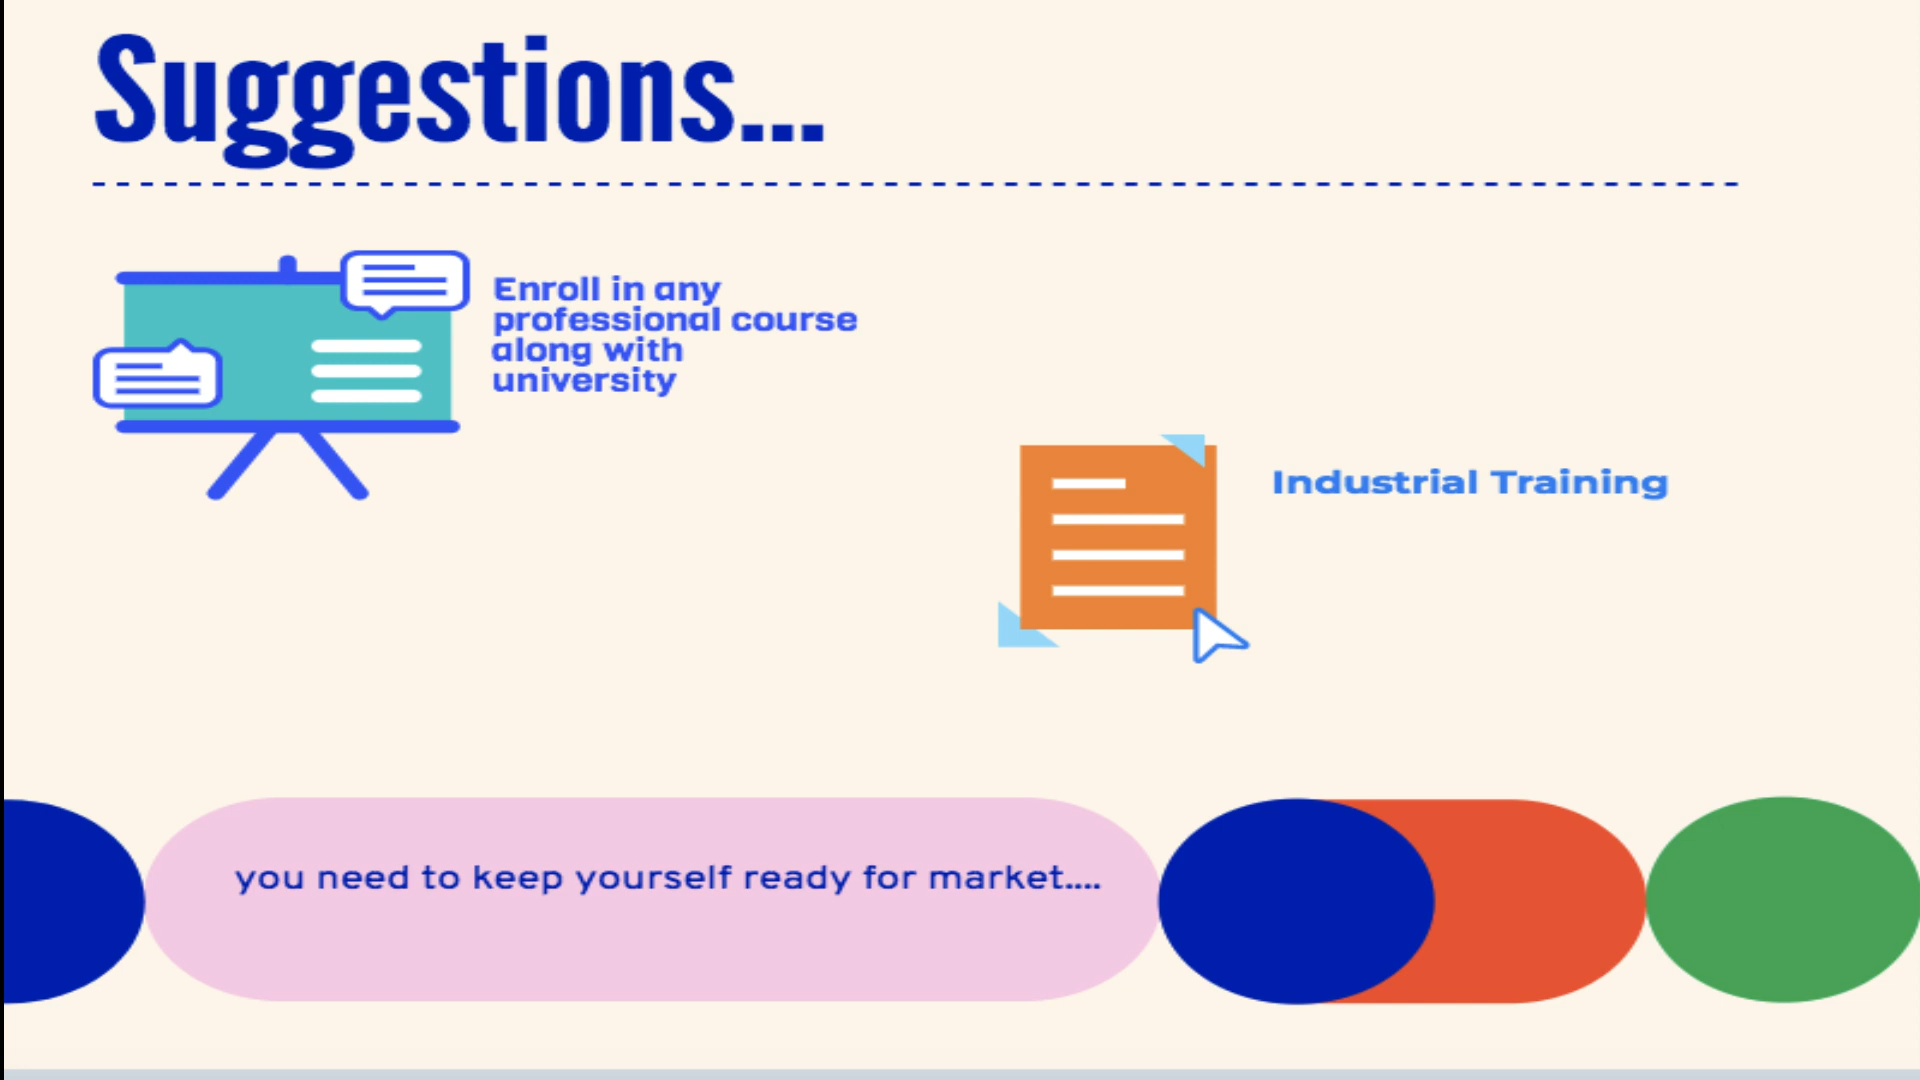 Suggestions...
Enroll in any
professional course
along with
university
Industrial Training
you need to keep yourself ready for market....